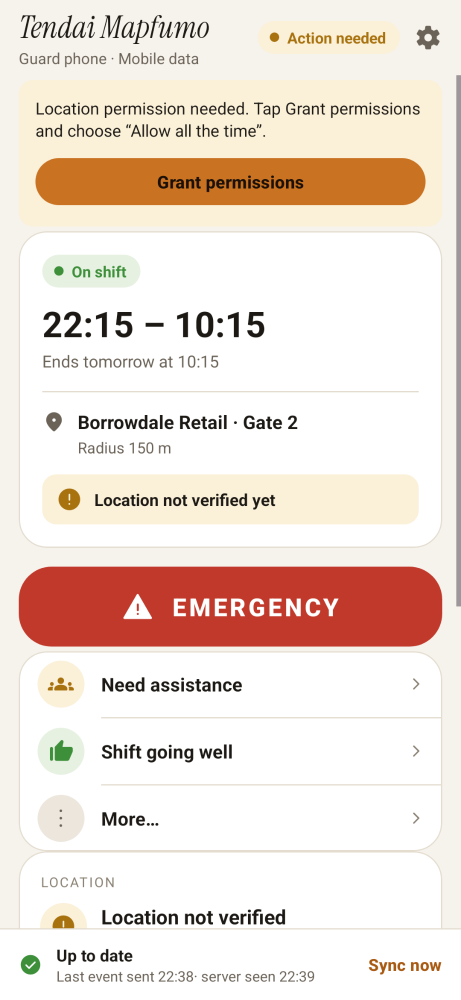 Tendai Mapfumo
Action needed
Guard phone · Mobile data
Location permission needed. Tap Grant permissions
and choose “Allow all the time”.
Grant permissions
On shift
22:15 – 10:15
Ends tomorrow at 10:15
Borrowdale Retail · Gate 2
Radius 150 m
Location not verified yet
EMERGENCY
Need assistance
Shift going well
More…
LOCATION
Location not verified
Up to date
Last event sent 22:38· server seen 22:39
Sync now